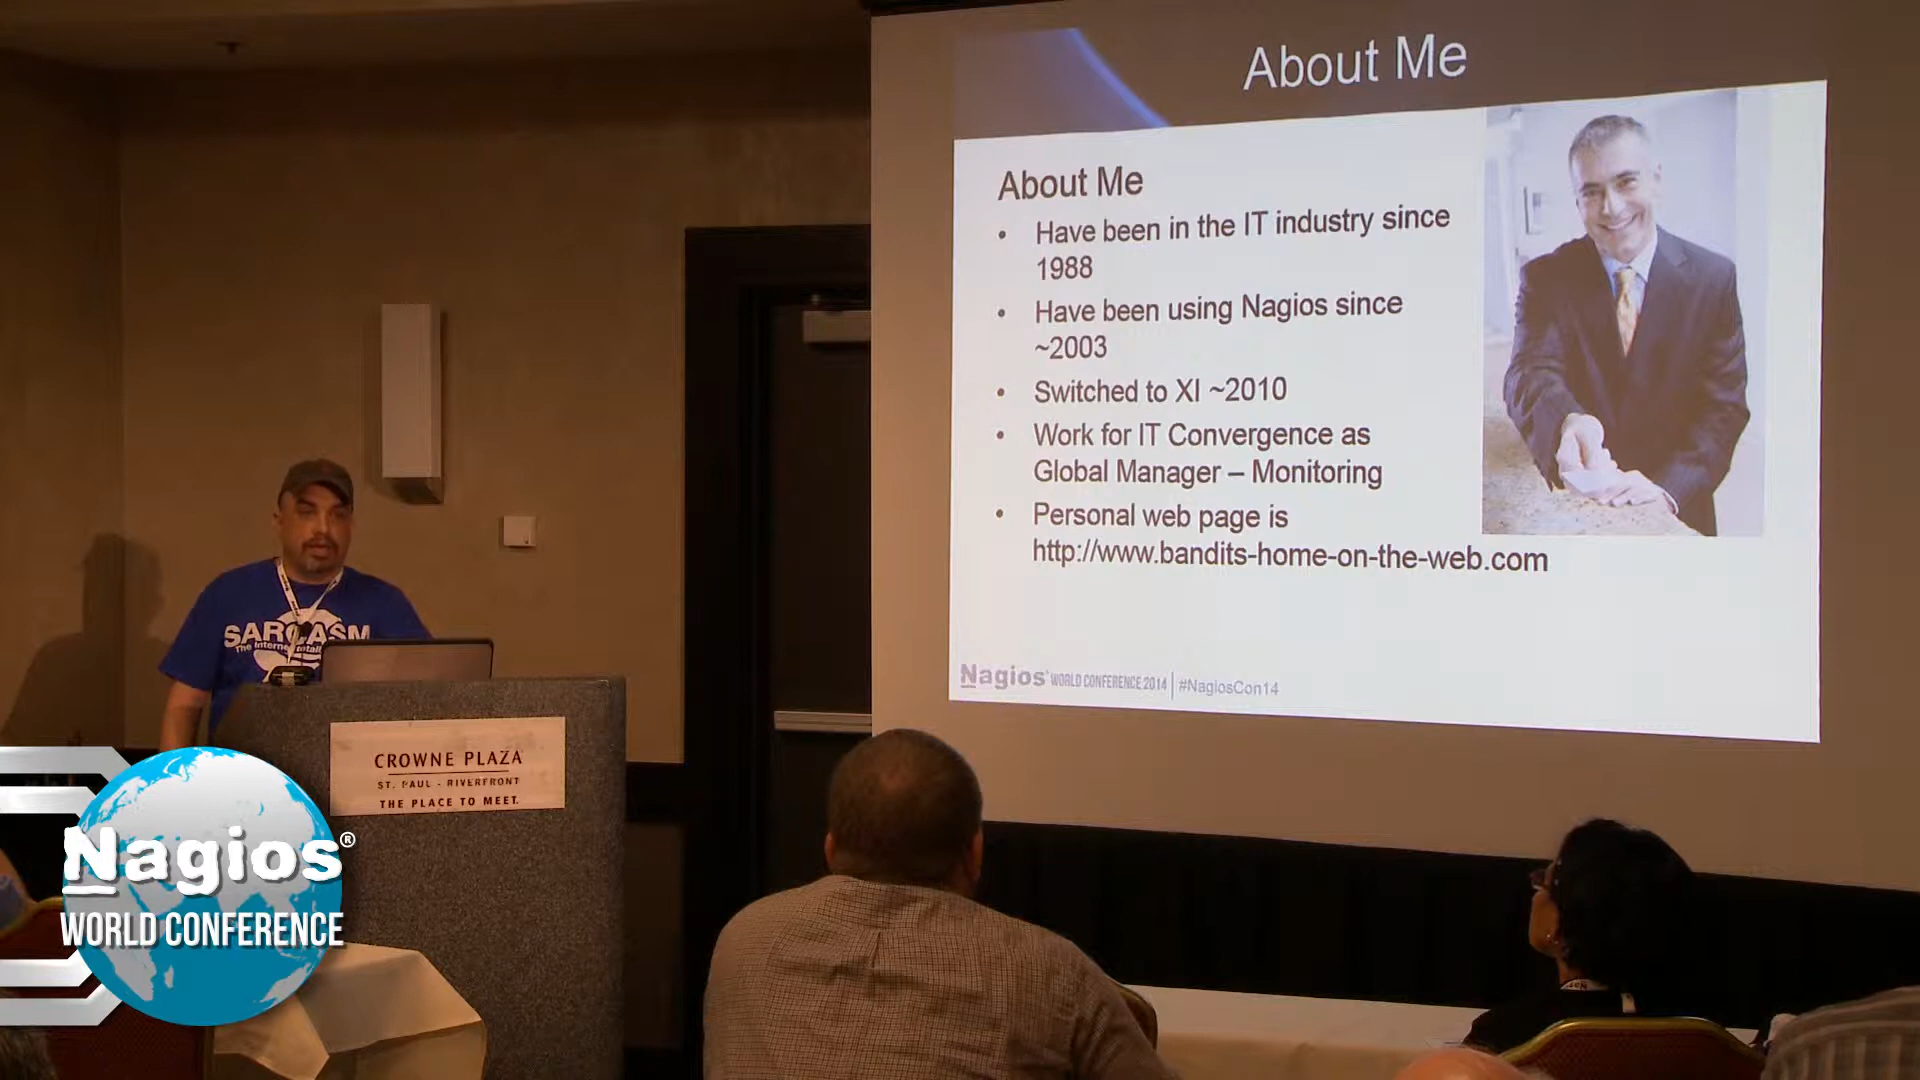 About Me
About Me
• Have been in the IT industry since
1988
• Have been using Nagios since
~2003
• Switched to XI ~2010
• Work for IT Convergence as
Global Manager – Monitoring
• Personal web page is
http://www.bandits-home-on-the-web.com
Nagios® WORLD CONFERENCE 2014 | #NagiosCon14
SARCASM
The
CROWNE PLAZA
ST. PAUL - RIVERFRONT
THE PLACE TO MEET.
Nagios®
WORLD CONFERENCE